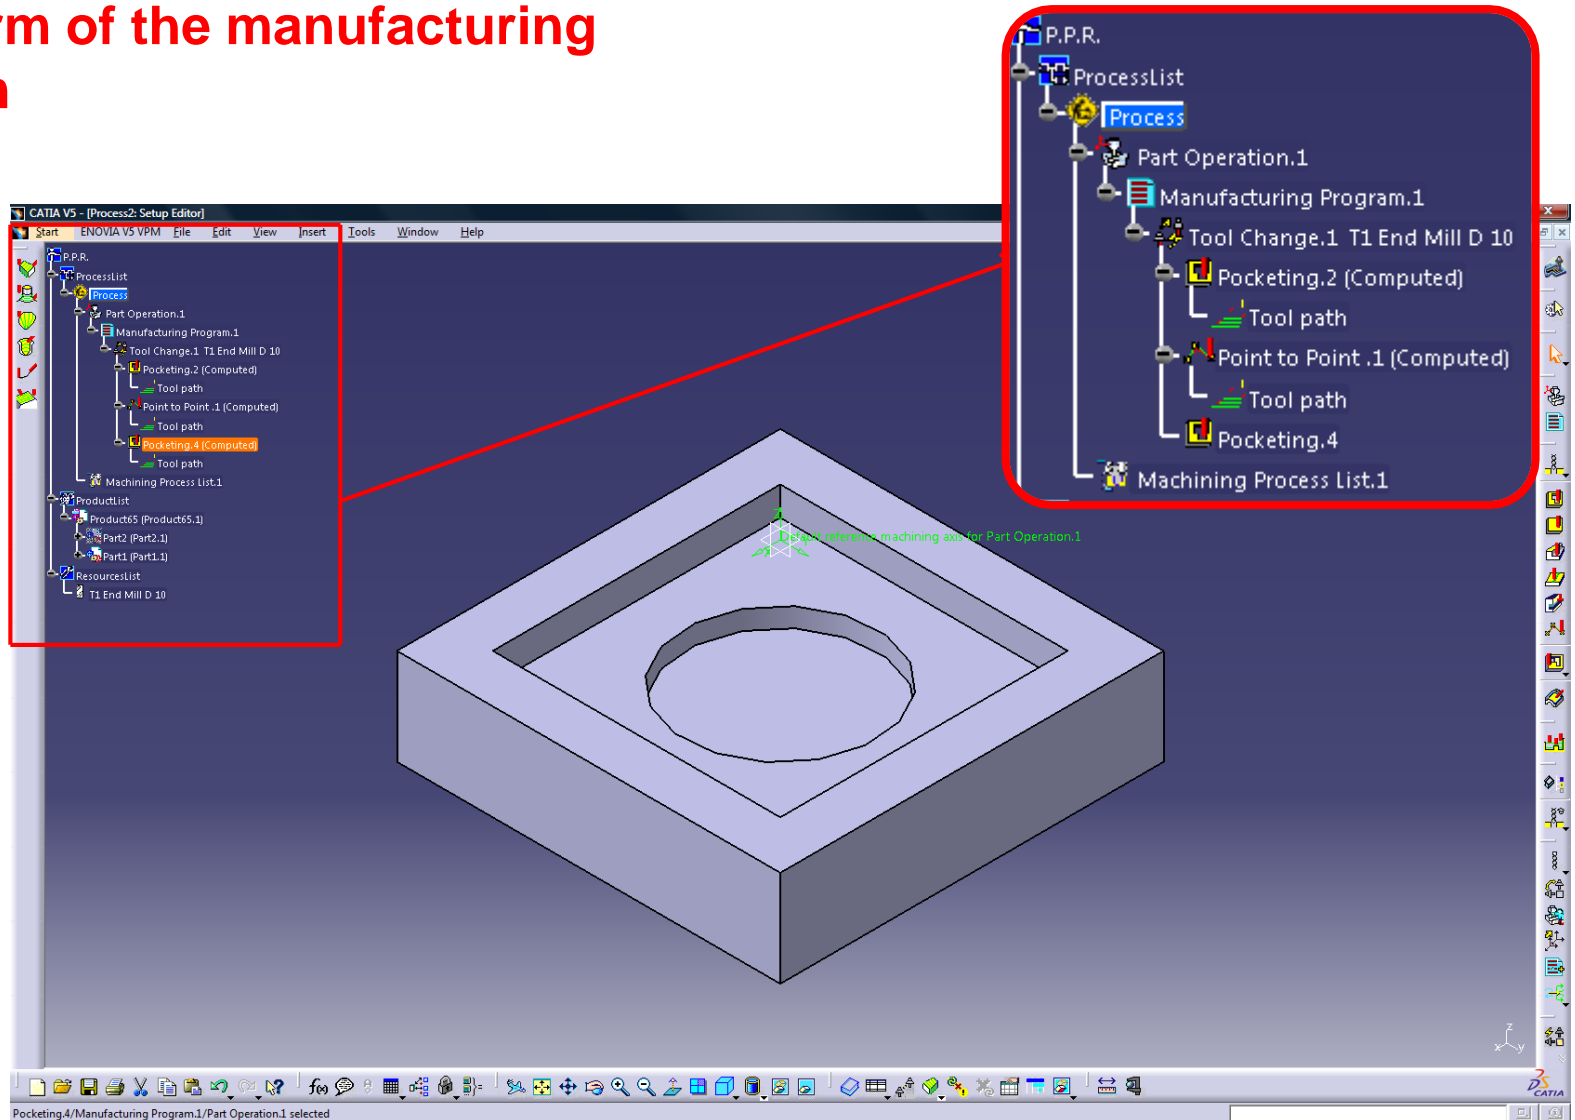 rm of the manufacturing
P.P.R.
ProcessList
Process
Part Operation.1
Manufacturing Program.1
Tool Change.1 T1 End Mill D 10
Pocketing.2 (Computed)
Tool path
Point to Point .1 (Computed)
Tool path
Pocketing.4
Machining Process List.1
CATIA V5 - [Process2: Setup Editor]
Start ENOVIA V5 VPM File Edit View Insert Tools Window Help
P.P.R.
ProcessList
Process
Part Operation.1
Manufacturing Program.1
Tool Change.1 T1 End Mill D 10
Pocketing.2 (Computed)
Tool path
Point to Point .1 (Computed)
Tool path
Pocketing.4 (Computed)
Tool path
Machining Process List.1
ProductList
Product65 (Product65.1)
Part2 (Part2.1)
Part1 (Part1.1)
ResourcesList
T1 End Mill D 10
Z
Default reference machining axis for Part Operation.1
z
x y
f(x)
CATIA
Pocketing.4/Manufacturing Program.1/Part Operation.1 selected